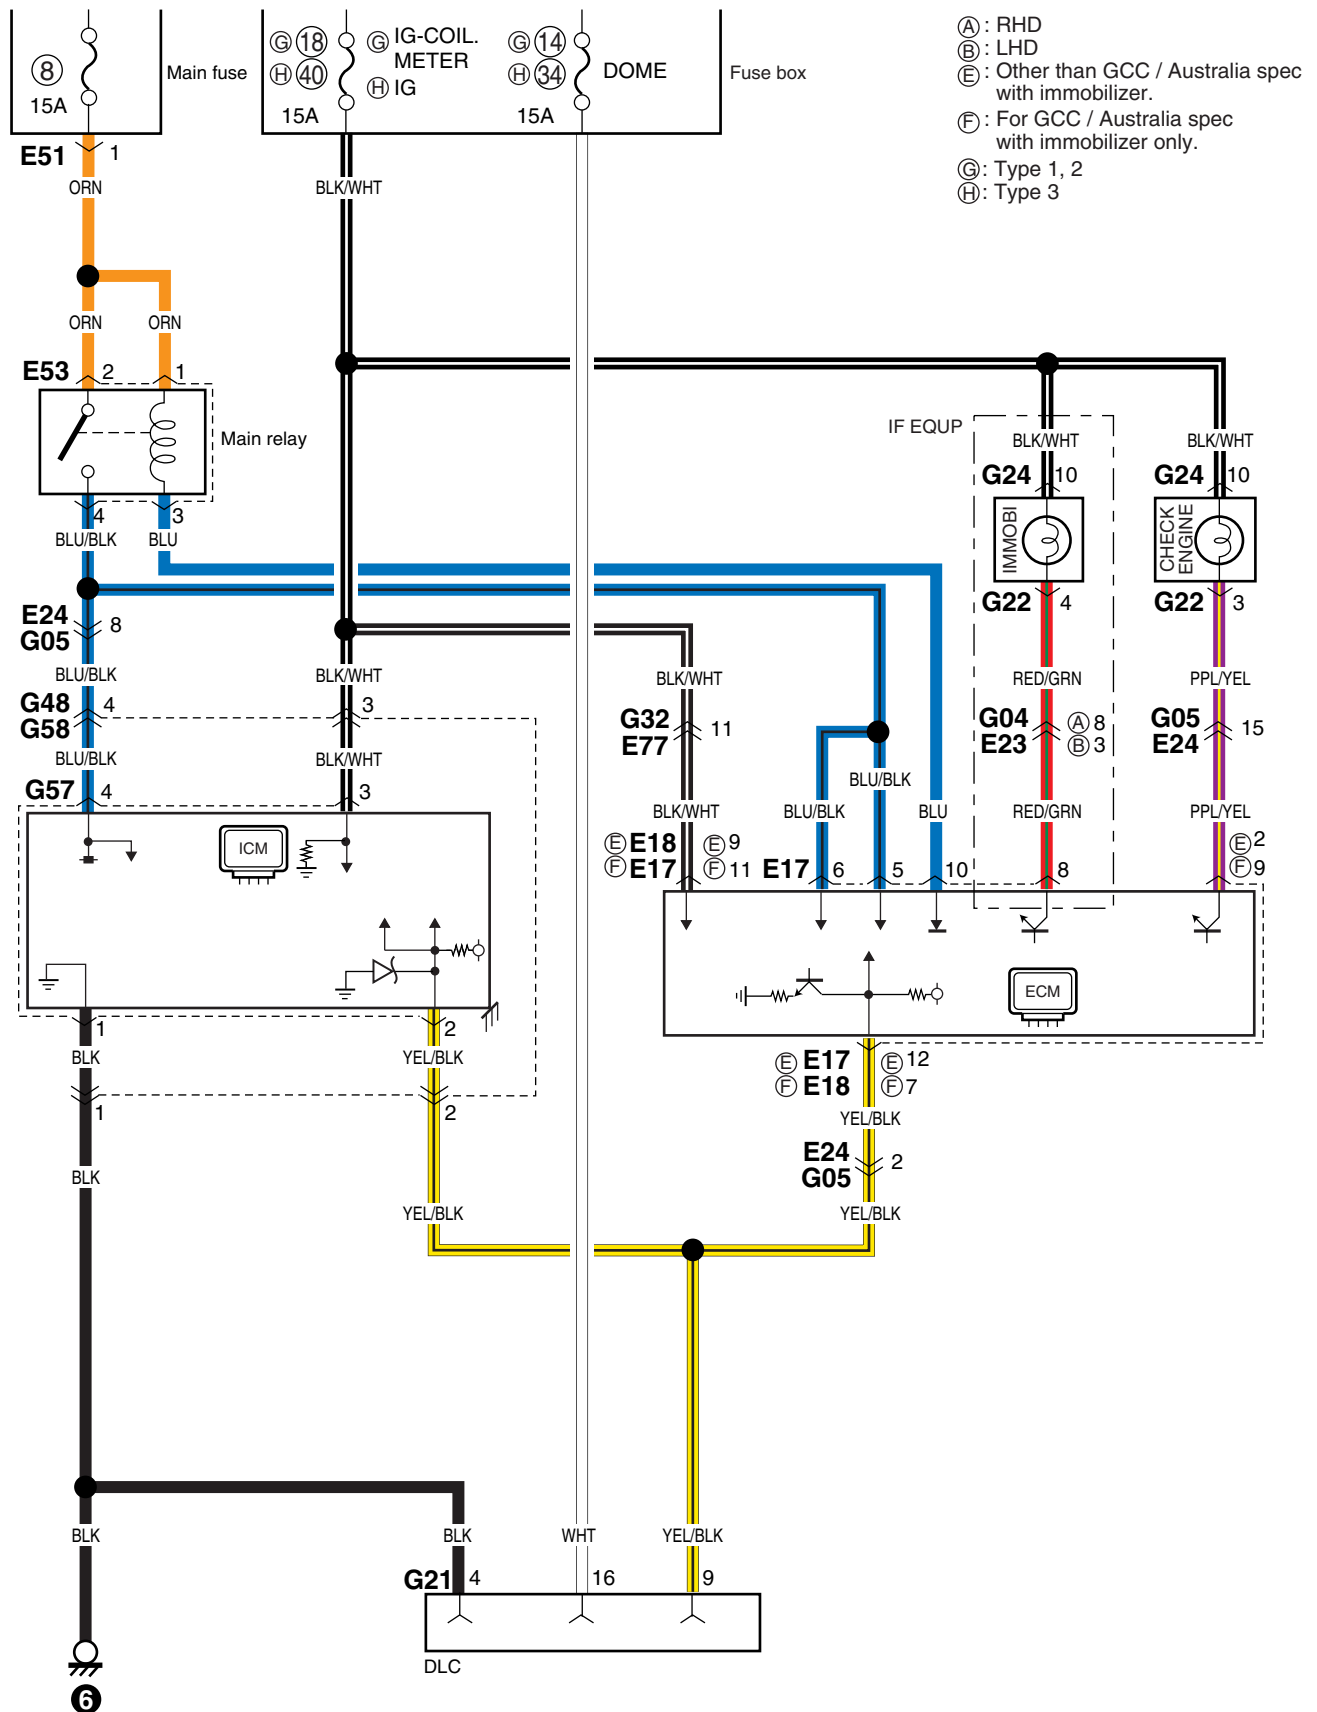 8
15A
Main fuse
G 18
H 40
G IG-COIL.
METER
H IG
15A
G 14
H 34
DOME
15A
Fuse box
A : RHD
B : LHD
E : Other than GCC / Australia spec
with immobilizer.
F : For GCC / Australia spec
with immobilizer only.
G : Type 1, 2
H : Type 3
E51 1
ORN
BLK/WHT
ORN
ORN
E53 2 1
Main relay
4 3
BLU/BLK
BLU
IF EQUP
BLK/WHT
BLK/WHT
G24 10
G24 10
IMMOBI
CHECK
ENGINE
G22 4
G22 3
E24
G05
8
BLU/BLK
BLK/WHT
BLK/WHT
RED/GRN
PPL/YEL
G48
G58
4
3
G32
E77
11
G04
E23
A 8
B 3
G05
E24
15
BLU/BLK
BLK/WHT
BLU/BLK
G57 4
3
BLK/WHT
BLU/BLK
BLU
RED/GRN
PPL/YEL
ICM
E E18
F E17
E 9
F 11
E17 6
5
10
8
E 2
F 9
ECM
1
2
BLK
YEL/BLK
E E17
F E18
E 12
F 7
1
2
YEL/BLK
E24
G05
2
BLK
YEL/BLK
YEL/BLK
BLK
BLK
WHT
YEL/BLK
G21 4
16
9
DLC
6